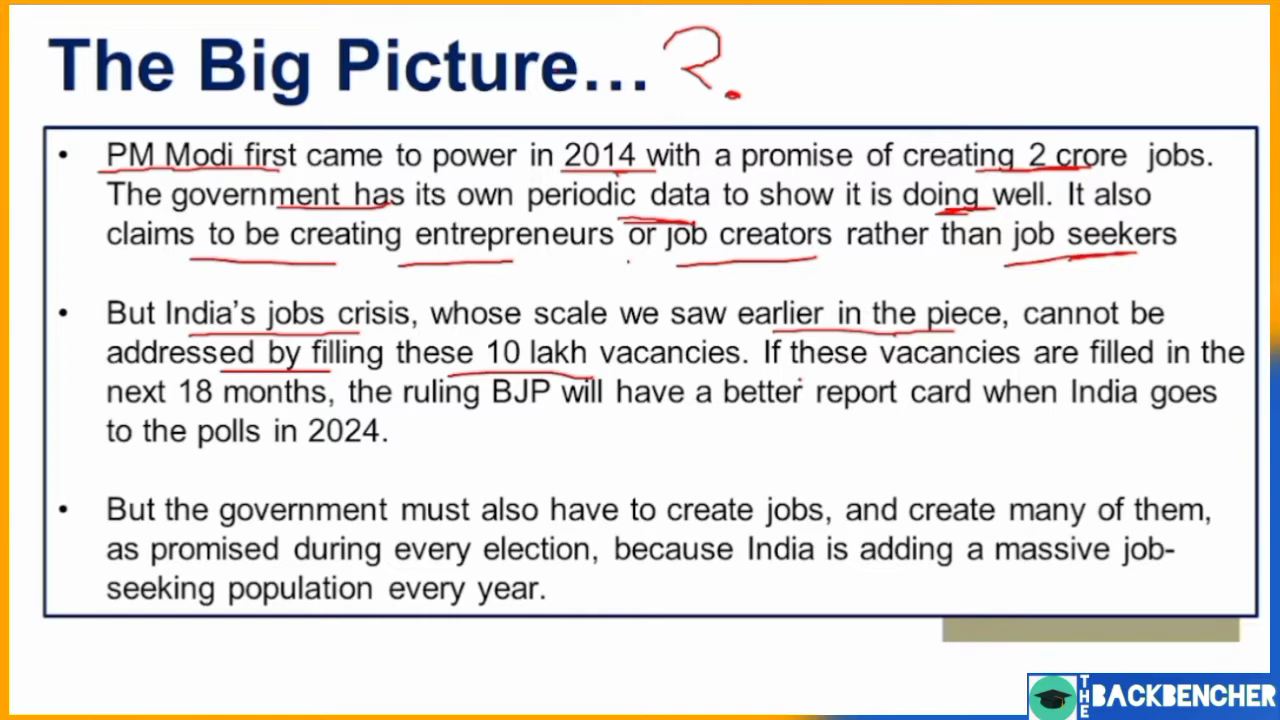 The Big Picture...?
• PM Modi first came to power in 2014 with a promise of creating 2 crore jobs.
The government has its own periodic data to show it is doing well. It also
claims to be creating entrepreneurs or job creators rather than job seekers
• But India's jobs crisis, whose scale we saw earlier in the piece, cannot be
addressed by filling these 10 lakh vacancies. If these vacancies are filled in the
next 18 months, the ruling BJP will have a better report card when India goes
to the polls in 2024.
• But the government must also have to create jobs, and create many of them,
as promised during every election, because India is adding a massive job-
seeking population every year.
THE BACKBENCHER